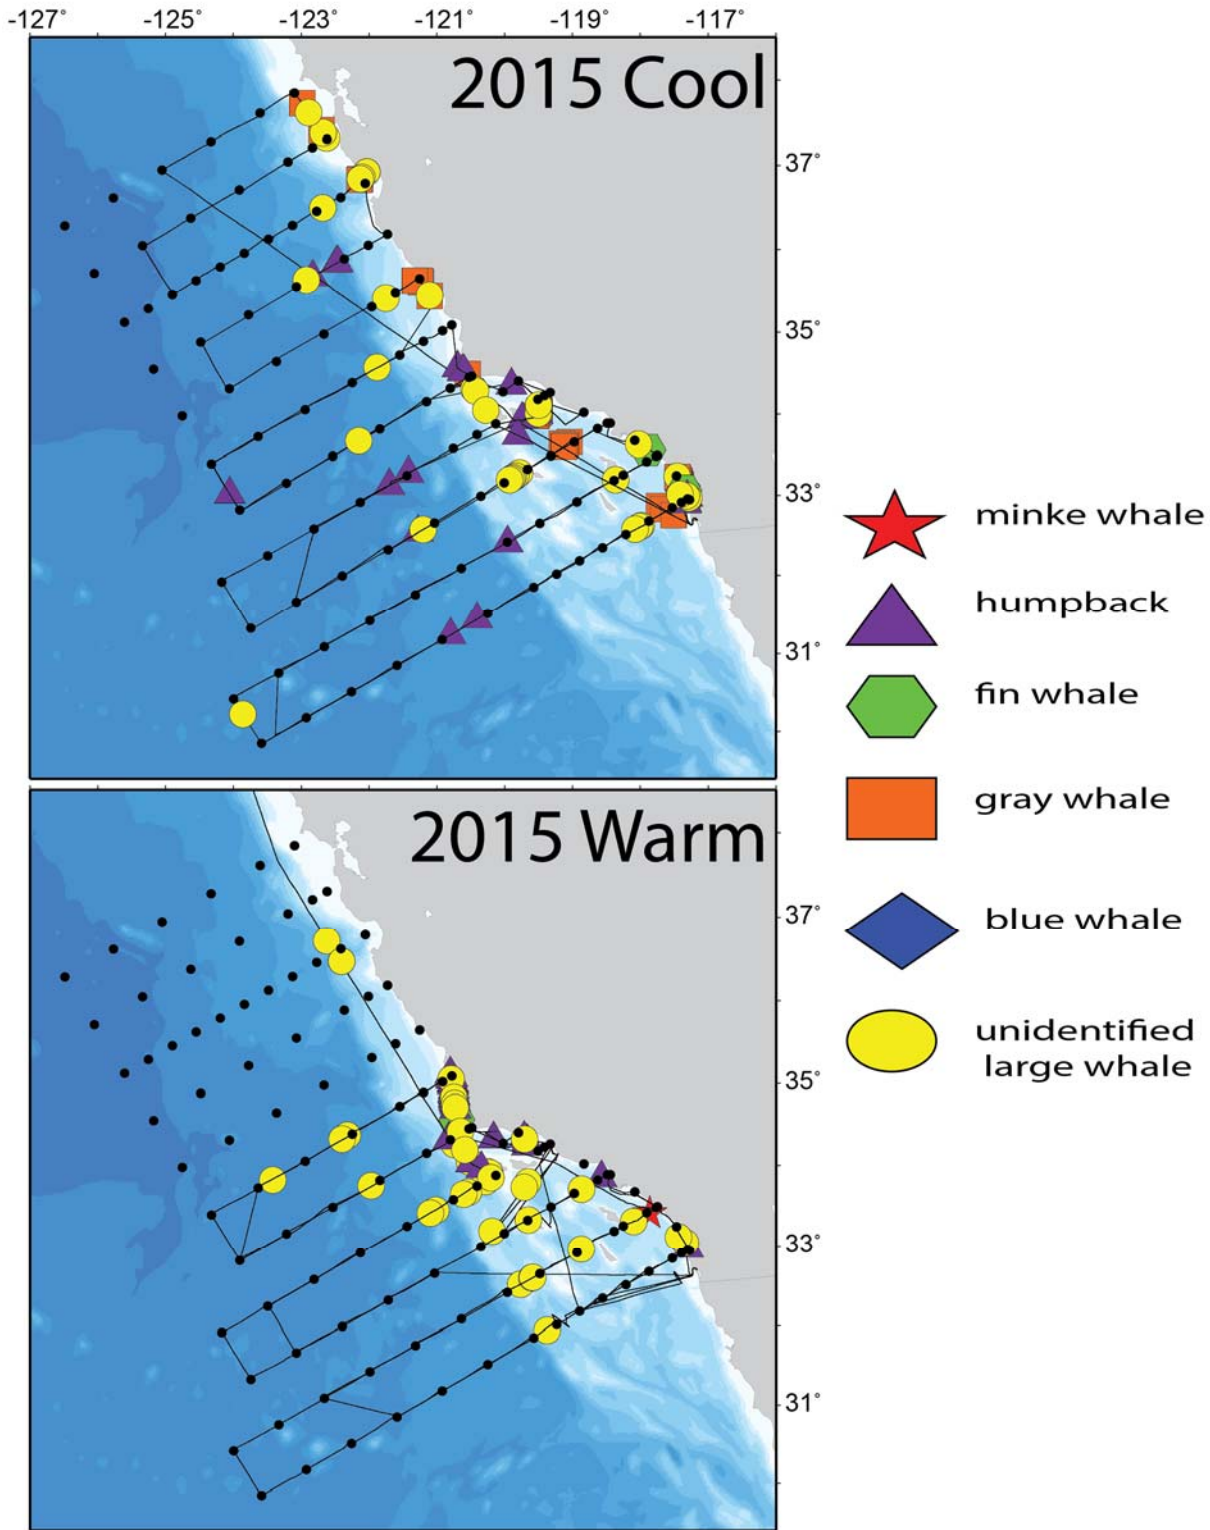 -127° -125° -123° -121° -119° -117°
2015 Cool
37°
35°
33°
31°
minke whale
humpback
fin whale
gray whale
blue whale
unidentified
large whale
2015 Warm
37°
35°
33°
31°